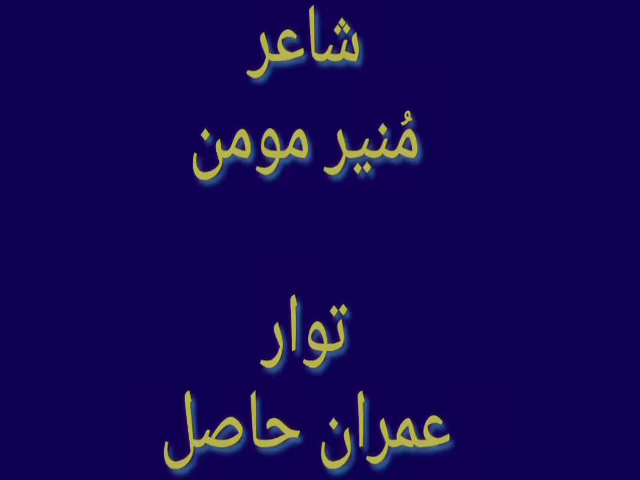 شاعر
مُنیر مومن
توار
عمران حاصل